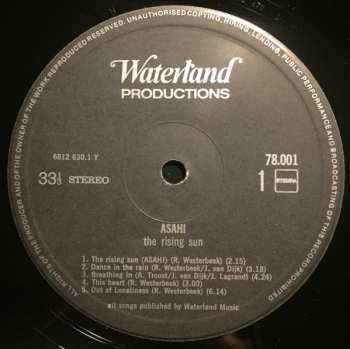 ALL RIGHTS OF THE MANUFACTURER AND OF THE OWNER OF THE WORK REPRODUCED RESERVED. UNAUTHORISED COPYING, HIRING, LENDING, PUBLIC PERFORMANCE AND BROADCASTING OF THIS RECORD PROHIBITED
Waterland
PRODUCTIONS
6812 630.1 Y
33⅓ STEREO
78.001
1 STEMRA
ASAHI
the rising sun
1. The rising sun (ASAHI) (R. Westerbeek) (2.15)
2. Dance in the rain (R. Westerbeek/J. van Dijk) (3.18)
3. Breathing In (A. Troost/J. van Dijk/J. Lagrand) (4.24)
4. This heart (R. Westerbeek) (3.00)
5. Out of Loneliness (R. Westerbeek) (6.14)
all songs published by Waterland Music